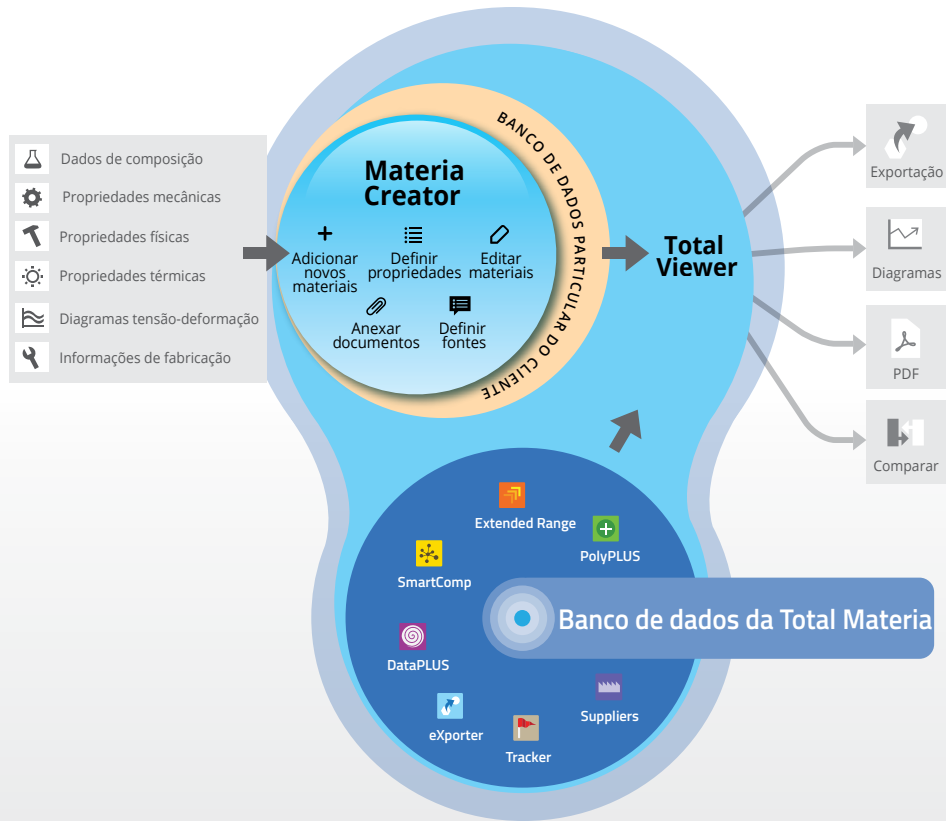 Dados de composição
Propriedades mecânicas
Propriedades físicas
Propriedades térmicas
Diagramas tensão-deformação
Informações de fabricação
Materia
Creator
Adicionar
novos
materiais
Definir
propriedades
Editar
materiais
Anexar
documentos
Definir
fontes
BANCO DE DADOS PARTICULAR DO CLIENTE
Total
Viewer
Exportação
Diagramas
PDF
Comparar
Extended Range
PolyPLUS
SmartComp
Banco de dados da Total Materia
DataPLUS
Suppliers
eXporter
Tracker